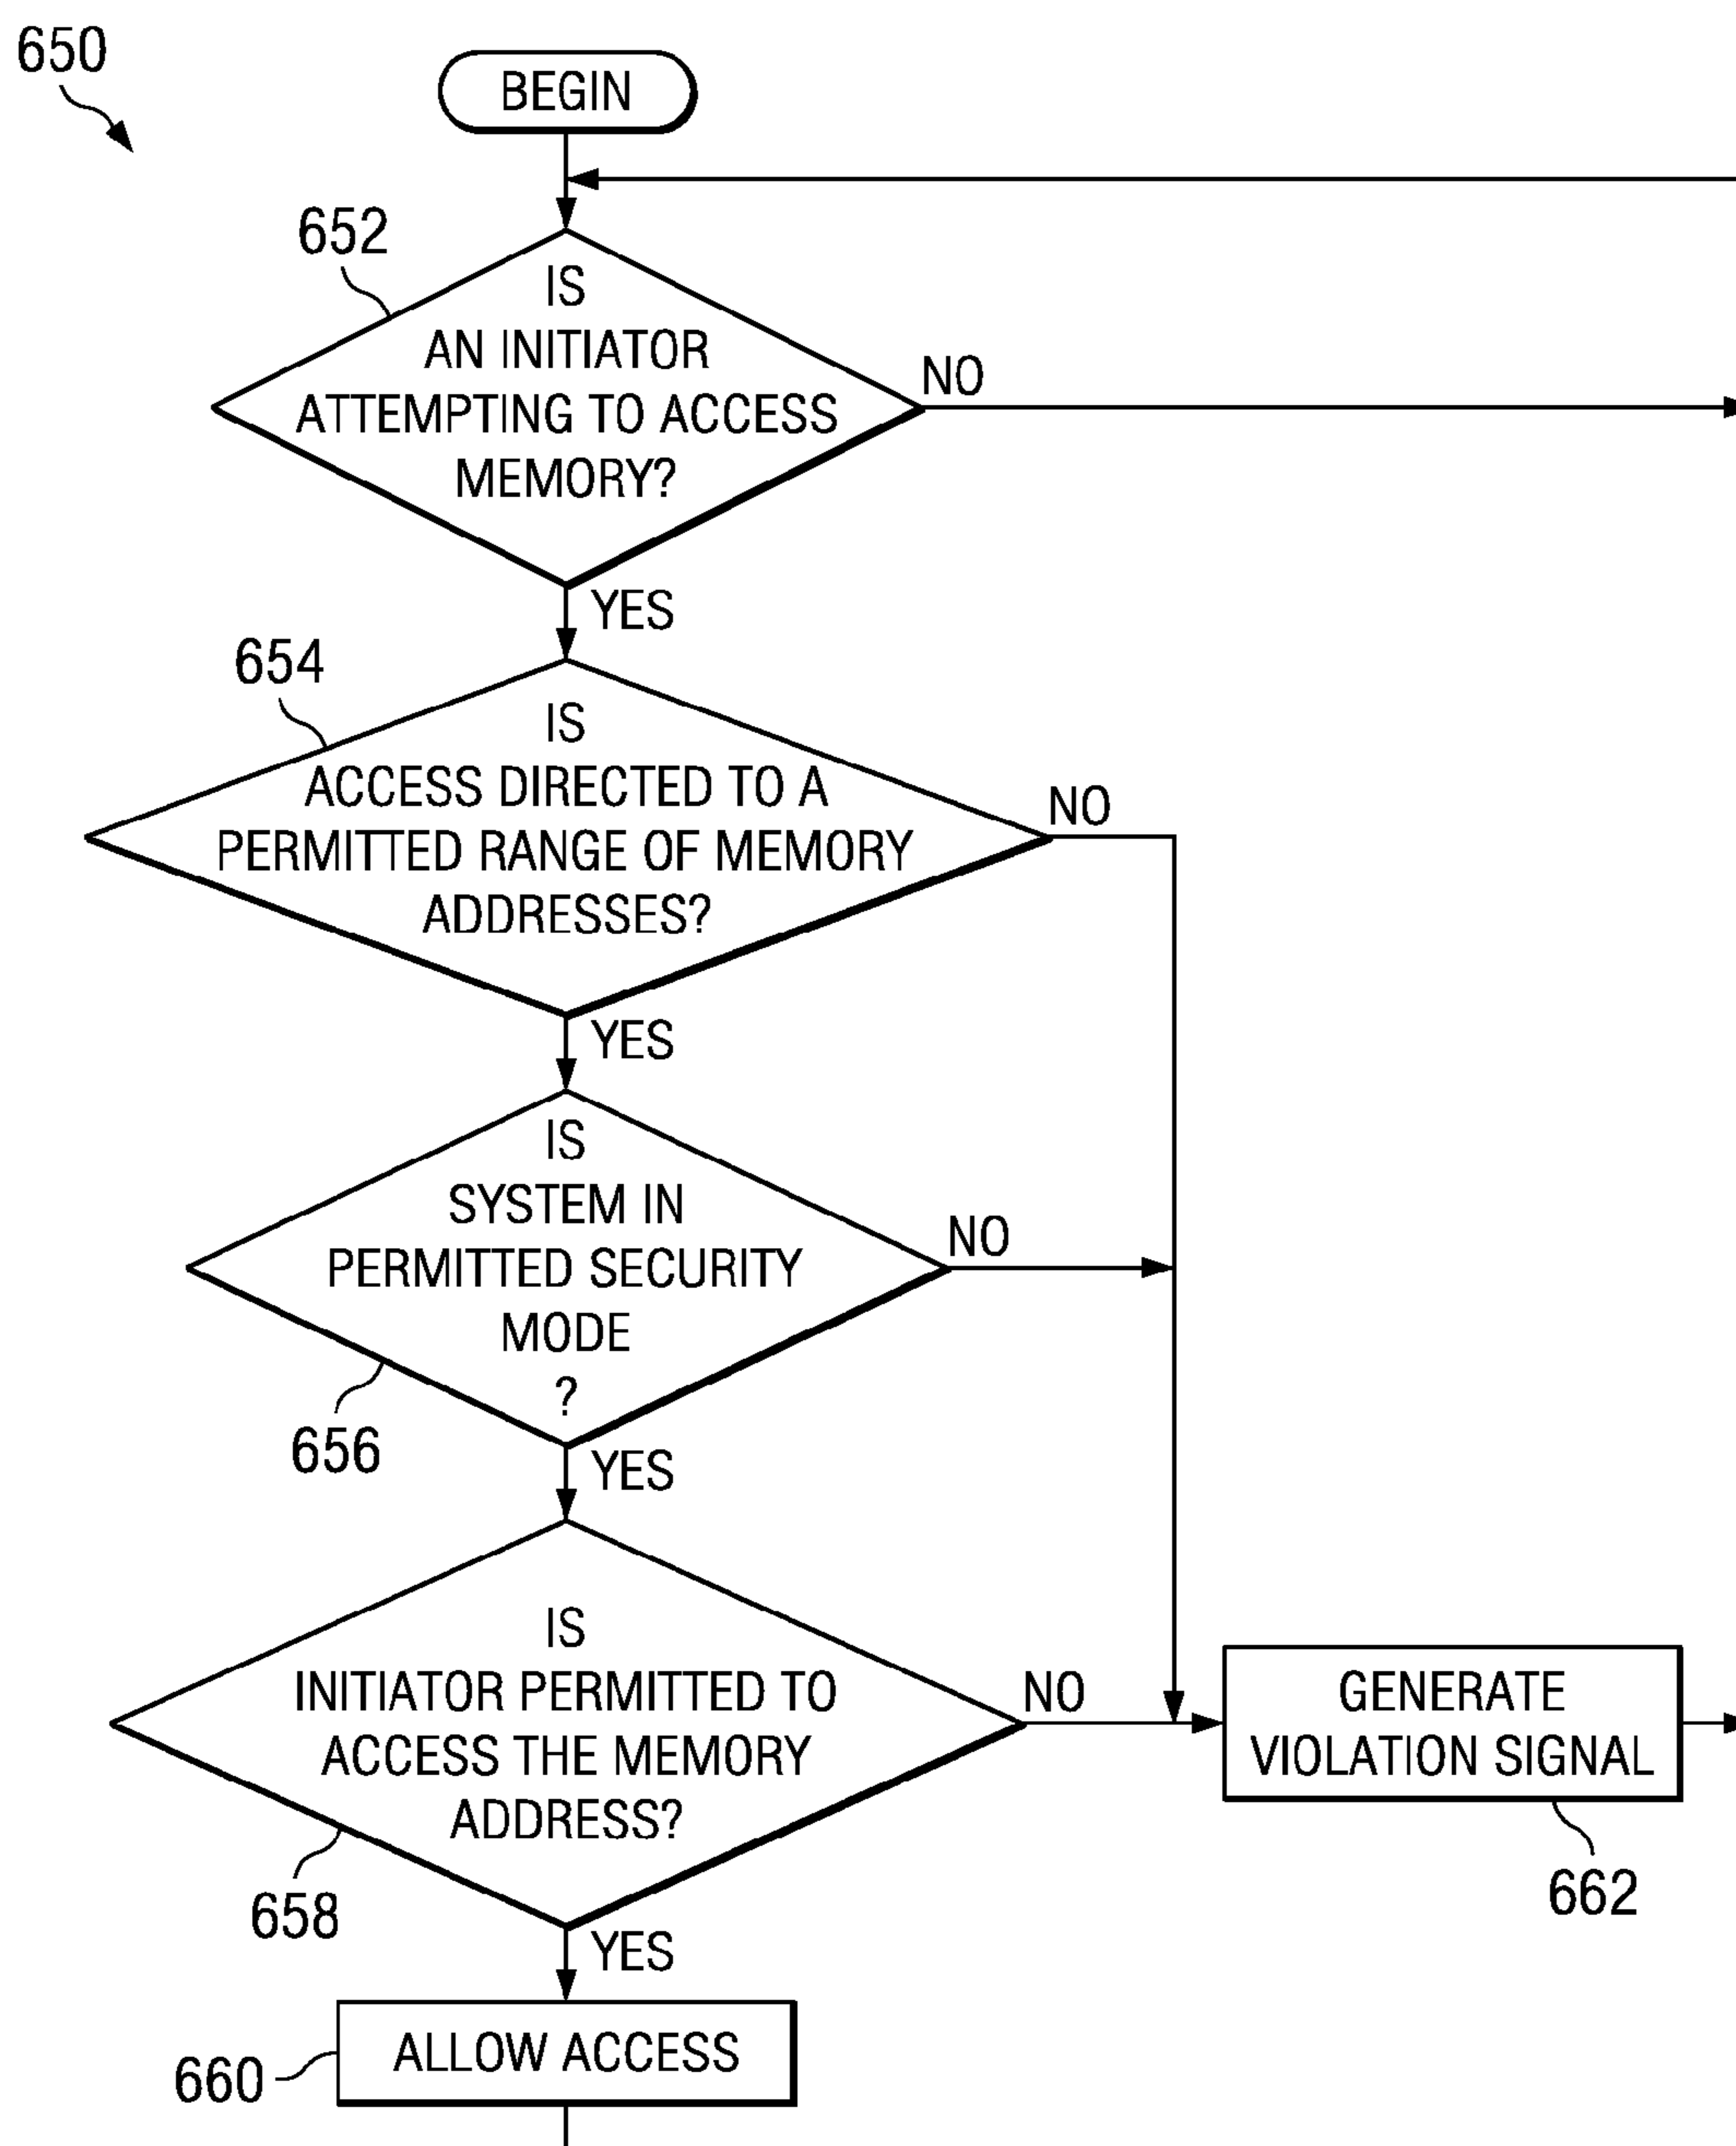 650
BEGIN
652
IS
AN INITIATOR
ATTEMPTING TO ACCESS
MEMORY?
NO
YES
654
IS
ACCESS DIRECTED TO A
PERMITTED RANGE OF MEMORY
ADDRESSES?
NO
YES
IS
SYSTEM IN
PERMITTED SECURITY
MODE
?
NO
656
YES
IS
INITIATOR PERMITTED TO
ACCESS THE MEMORY
ADDRESS?
NO
GENERATE
VIOLATION SIGNAL
662
658
YES
ALLOW ACCESS
660